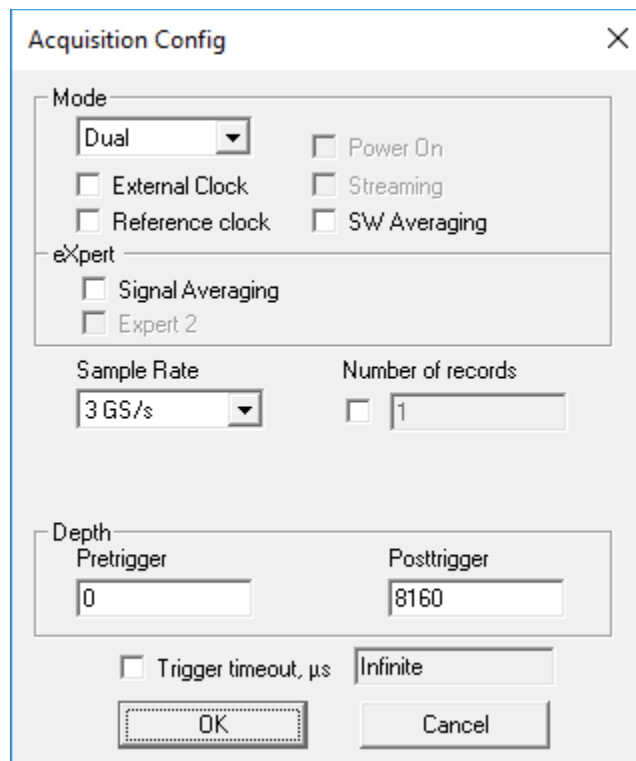 Acquisition Config
Mode
Dual
Power On
External Clock
Streaming
Reference clock
SW Averaging
eXpert
Signal Averaging
Expert 2
Sample Rate
Number of records
3 GS/s
1
Depth
Pretrigger
Posttrigger
0
8160
Trigger timeout, µs
Infinite
OK
Cancel